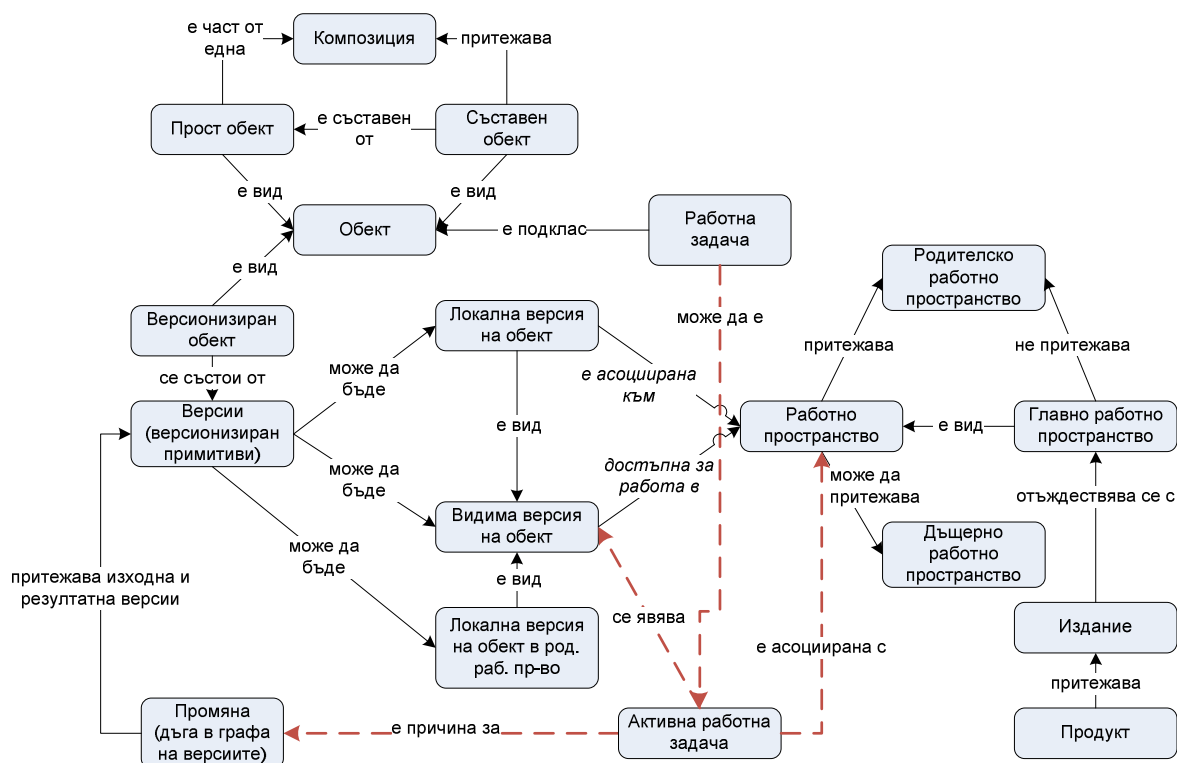 е част от
една
Композиция
притежава
Прост обект
е съставен
от
Съставен
обект
е вид
е вид
Обект
е подклас
Работна
задача
е вид
Версионизиран
обект
се състои от
Версии
(версионизиран
примитиви)
може да
бъде
може да
бъде
може да
бъде
Локална версия
на обект
е вид
Видима версия
на обект
е вид
Локална версия
на обект в род.
раб. пр-во
е асоциирана
към
достъпна за
работа в
може да е
Родителско
работно
пространство
притежава
не притежава
Работно
пространство
е вид
Главно работно
пространство
може да
притежава
Дъщерно
работно
пространство
отъждествява се с
Издание
притежава
Продукт
се явява
е асоциирана с
Активна работна
задача
е причина за
Промяна
(дъга в графа
на версиите)
притежава изходна и
резултатна версии